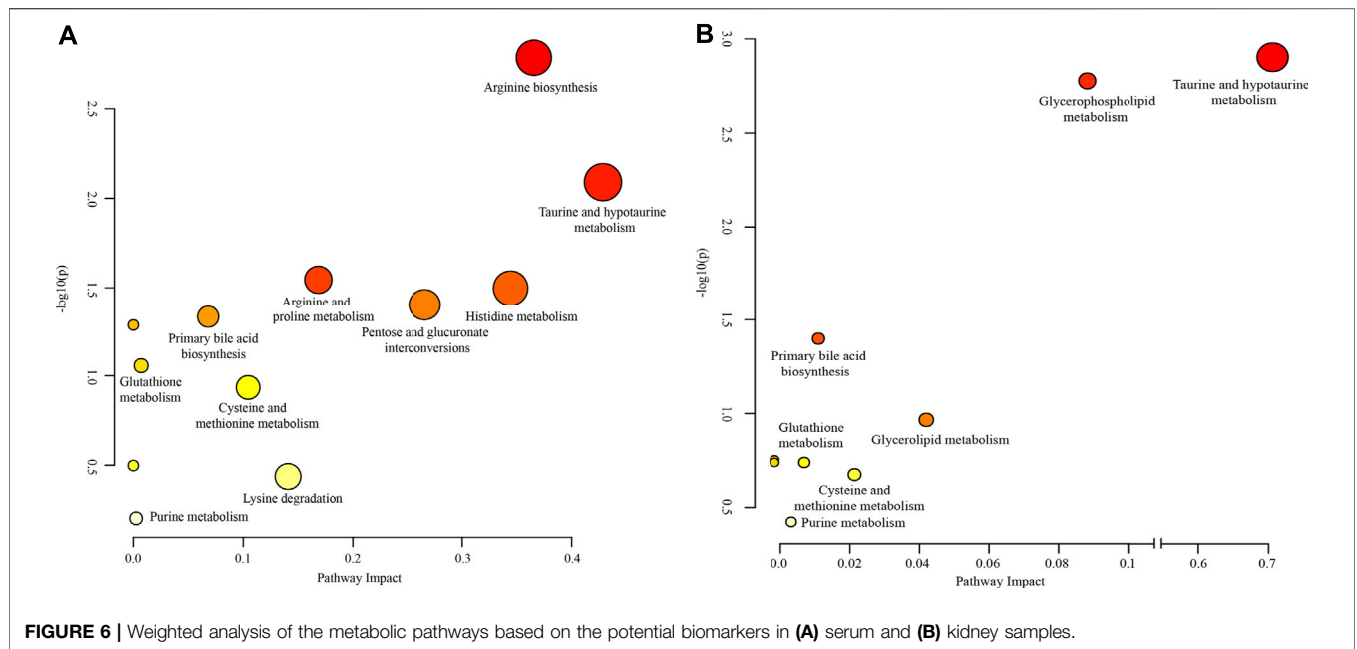 A
Arginine biosynthesis
2.5
Taurine and hypotaurine
metabolism
2.0
-log10(p)
1.5
Arginine and
proline metabolism
Histidine metabolism
Pentose and glucuronate
interconversions
Primary bile acid
biosynthesis
1.0
Glutathione
metabolism
Cysteine and
methionine metabolism
0.5
Lysine degradation
Purine metabolism
0.0
0.1
0.2
0.3
0.4
Pathway Impact
B
3.0
Taurine and hypotaurine
metabolism
Glycerophospholipid
metabolism
2.5
2.0
-log10(p)
1.5
Primary bile acid
biosynthesis
1.0
Glutathione
metabolism
Glycerolipid metabolism
Cysteine and
methionine metabolism
0.5
Purine metabolism
0.0
0.02
0.04
0.06
0.08
0.1
0.6
0.7
Pathway Impact
FIGURE 6 | Weighted analysis of the metabolic pathways based on the potential biomarkers in (A) serum and (B) kidney samples.